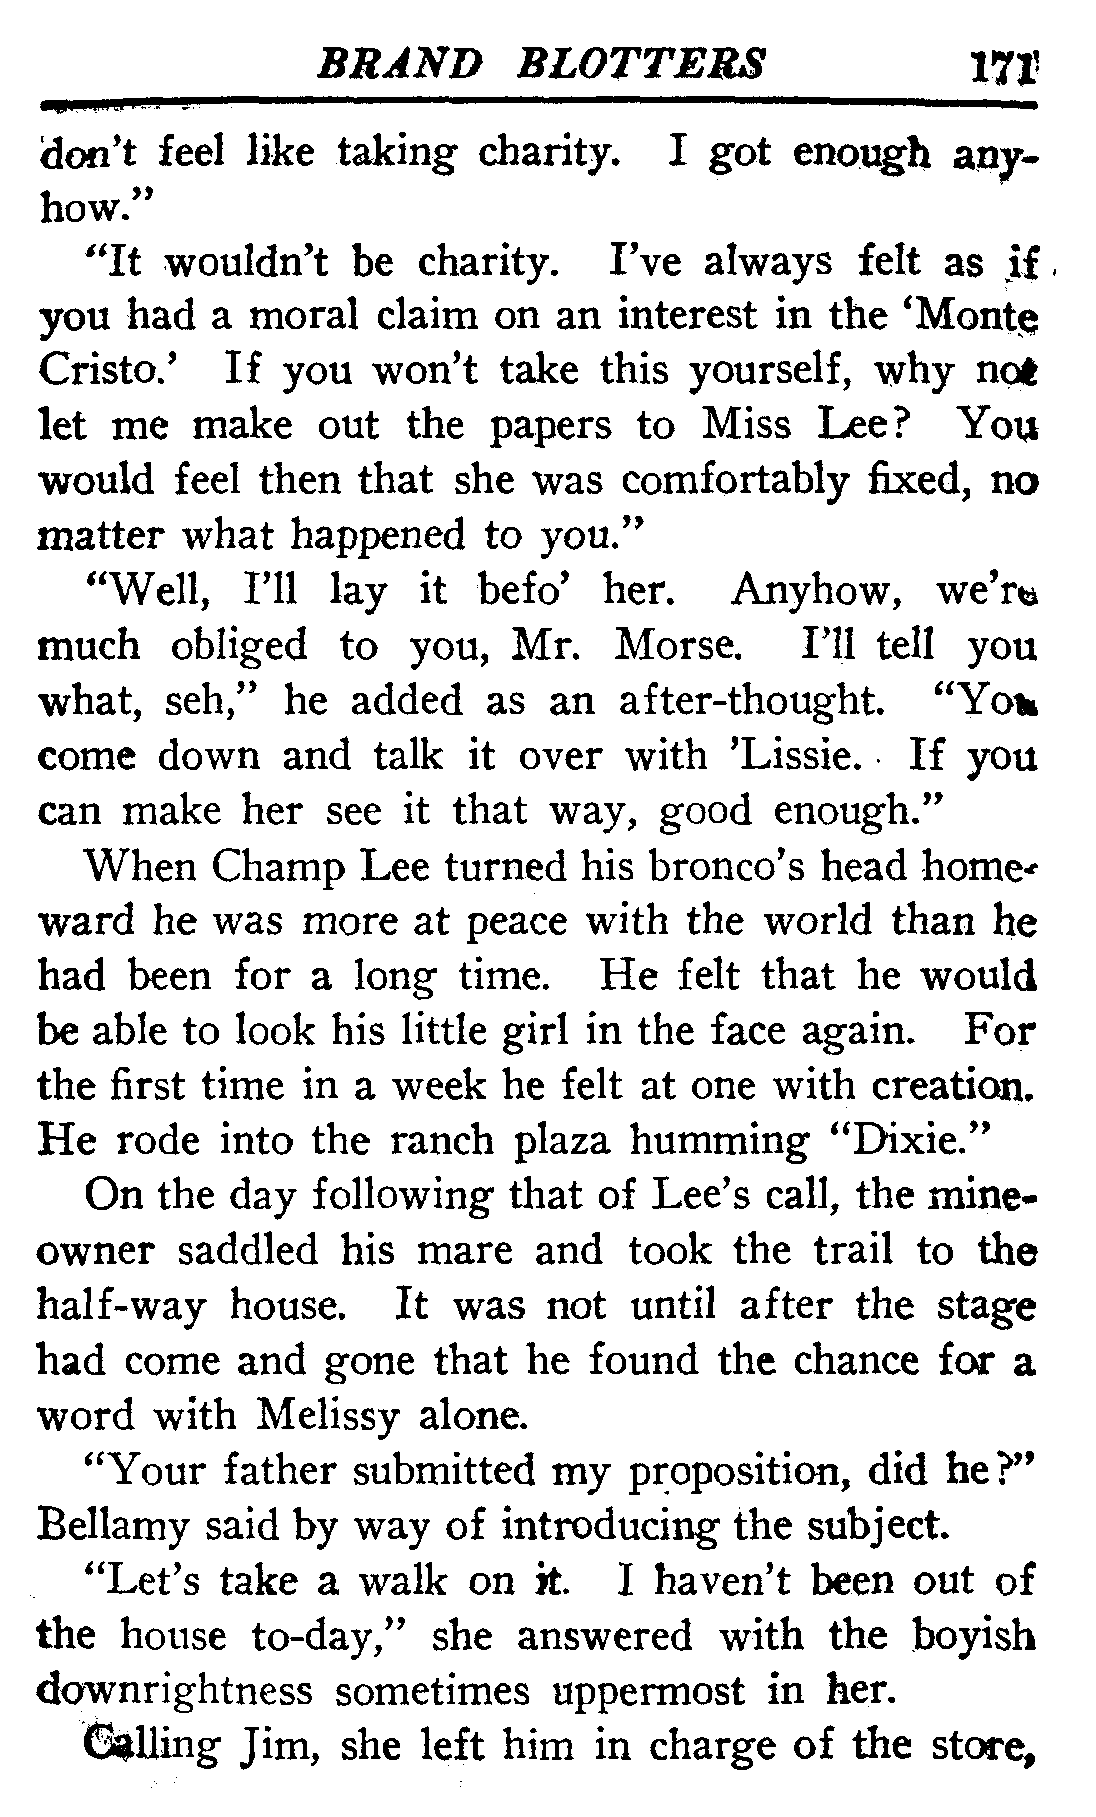 BRAND BLOTTERS 171
don't feel like taking charity. I got enough any-
how."
"It wouldn't be charity. I've always felt as if
you had a moral claim on an interest in the 'Monte
Cristo.' If you won't take this yourself, why not
let me make out the papers to Miss Lee? You
would feel then that she was comfortably fixed, no
matter what happened to you."
"Well, I'll lay it befo' her. Anyhow, we're
much obliged to you, Mr. Morse. I'll tell you
what, seh," he added as an after-thought. "You
come down and talk it over with 'Lissie. If you
can make her see it that way, good enough."
When Champ Lee turned his bronco's head home-
ward he was more at peace with the world than he
had been for a long time. He felt that he would
be able to look his little girl in the face again. For
the first time in a week he felt at one with creation.
He rode into the ranch plaza humming "Dixie."
On the day following that of Lee's call, the mine-
owner saddled his mare and took the trail to the
half-way house. It was not until after the stage
had come and gone that he found the chance for a
word with Melissy alone.
"Your father submitted my proposition, did he?"
Bellamy said by way of introducing the subject.
"Let's take a walk on it. I haven't been out of
the house to-day," she answered with the boyish
downrightness sometimes uppermost in her.
Calling Jim, she left him in charge of the store,